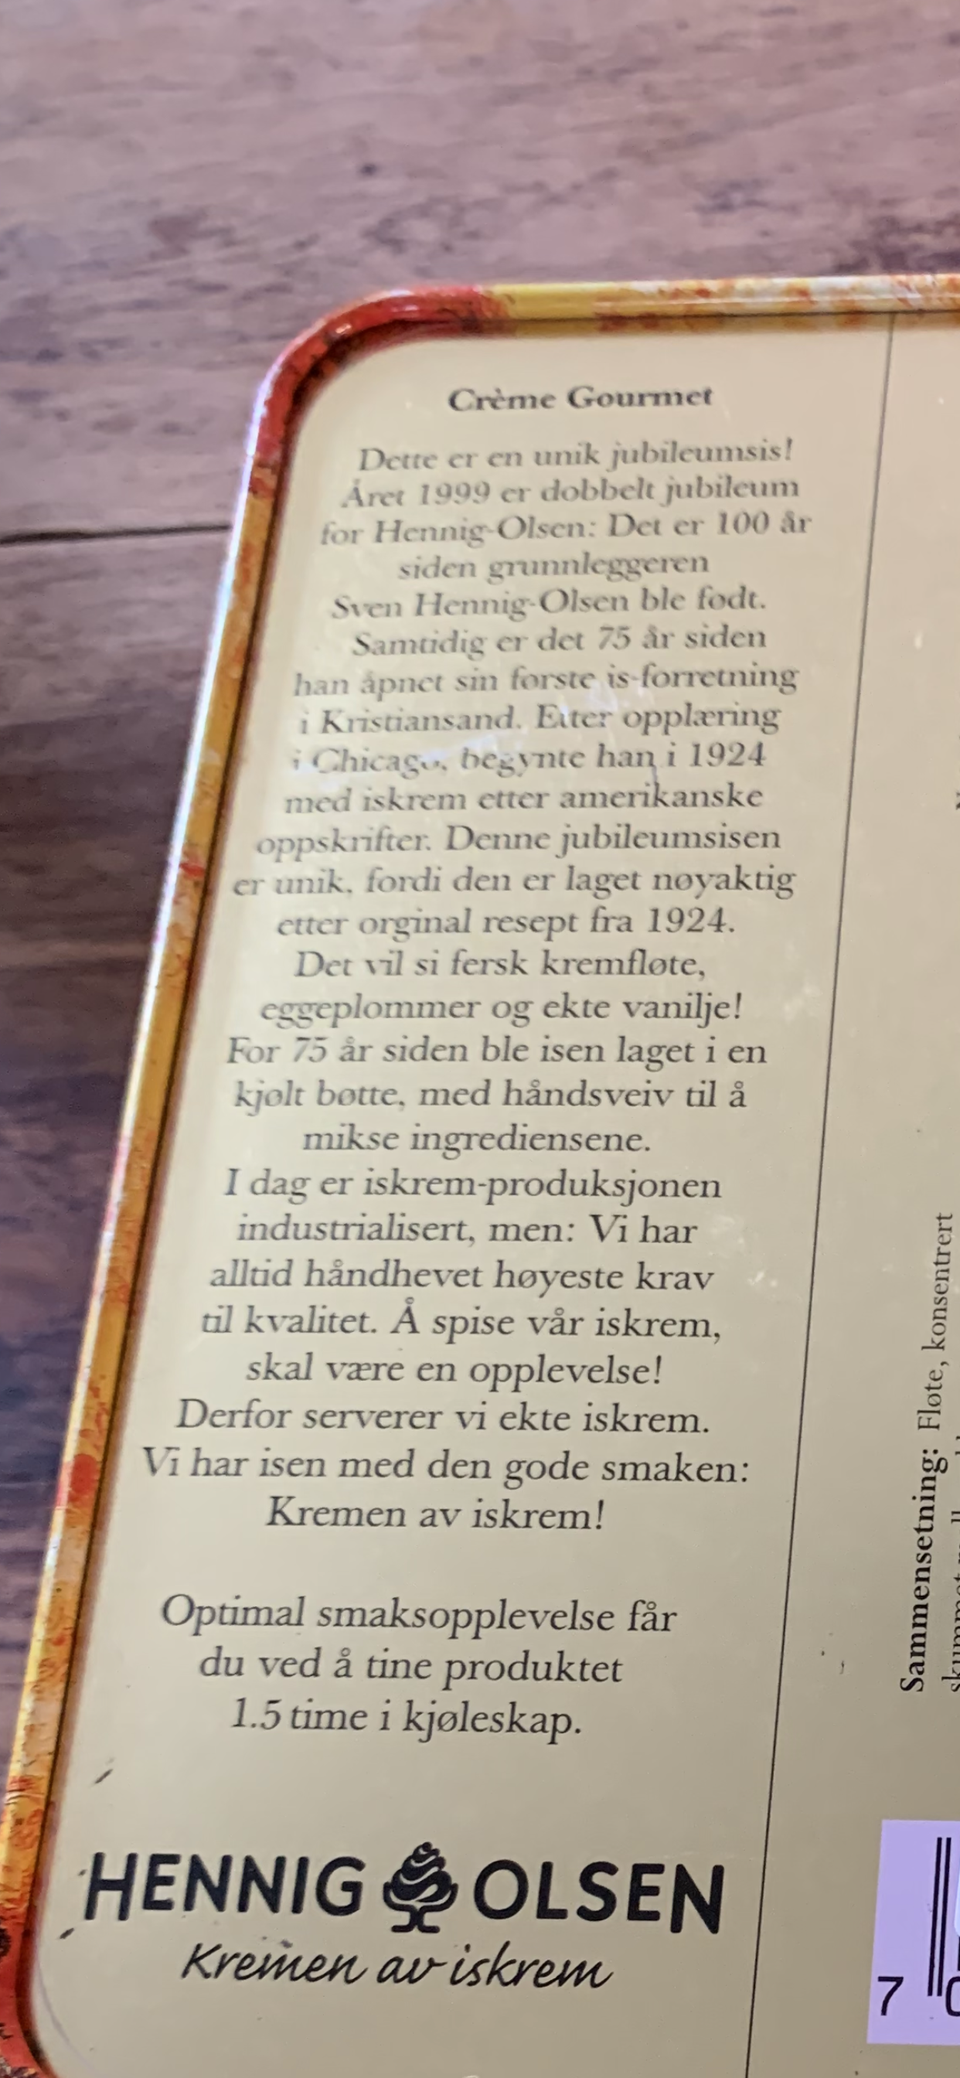 Crème Gourmet
Dette er en unik jubileumsis!
Året 1999 er dobbelt jubileum
for Hennig-Olsen: Det er 100 år
siden grunnleggeren
Sven Hennig-Olsen ble født.
Samtidig er det 75 år siden
han åpnet sin første is-forretning
i Kristiansand. Etter opplæring
i Chicago, begynte han i 1924
med iskrem etter amerikanske
oppskrifter. Denne jubileumsisen
er unik, fordi den er laget nøyaktig
etter orginal resept fra 1924.
Det vil si fersk kremfløte,
eggeplommer og ekte vanilje!
For 75 år siden ble isen laget i en
kjølt bøtte, med håndsveiv til å
mikse ingrediensene.
I dag er iskrem-produksjonen
industrialisert, men: Vi har
alltid håndhevet høyeste krav
til kvalitet. Å spise vår iskrem,
skal være en opplevelse!
Derfor serverer vi ekte iskrem.
Vi har isen med den gode smaken:
Kremen av iskrem!
Optimal smaksopplevelse får
du ved å tine produktet
1.5 time i kjøleskap.
HENNIG OLSEN
Kremen av iskrem
Sammensetning: Fløte, konsentrert
7